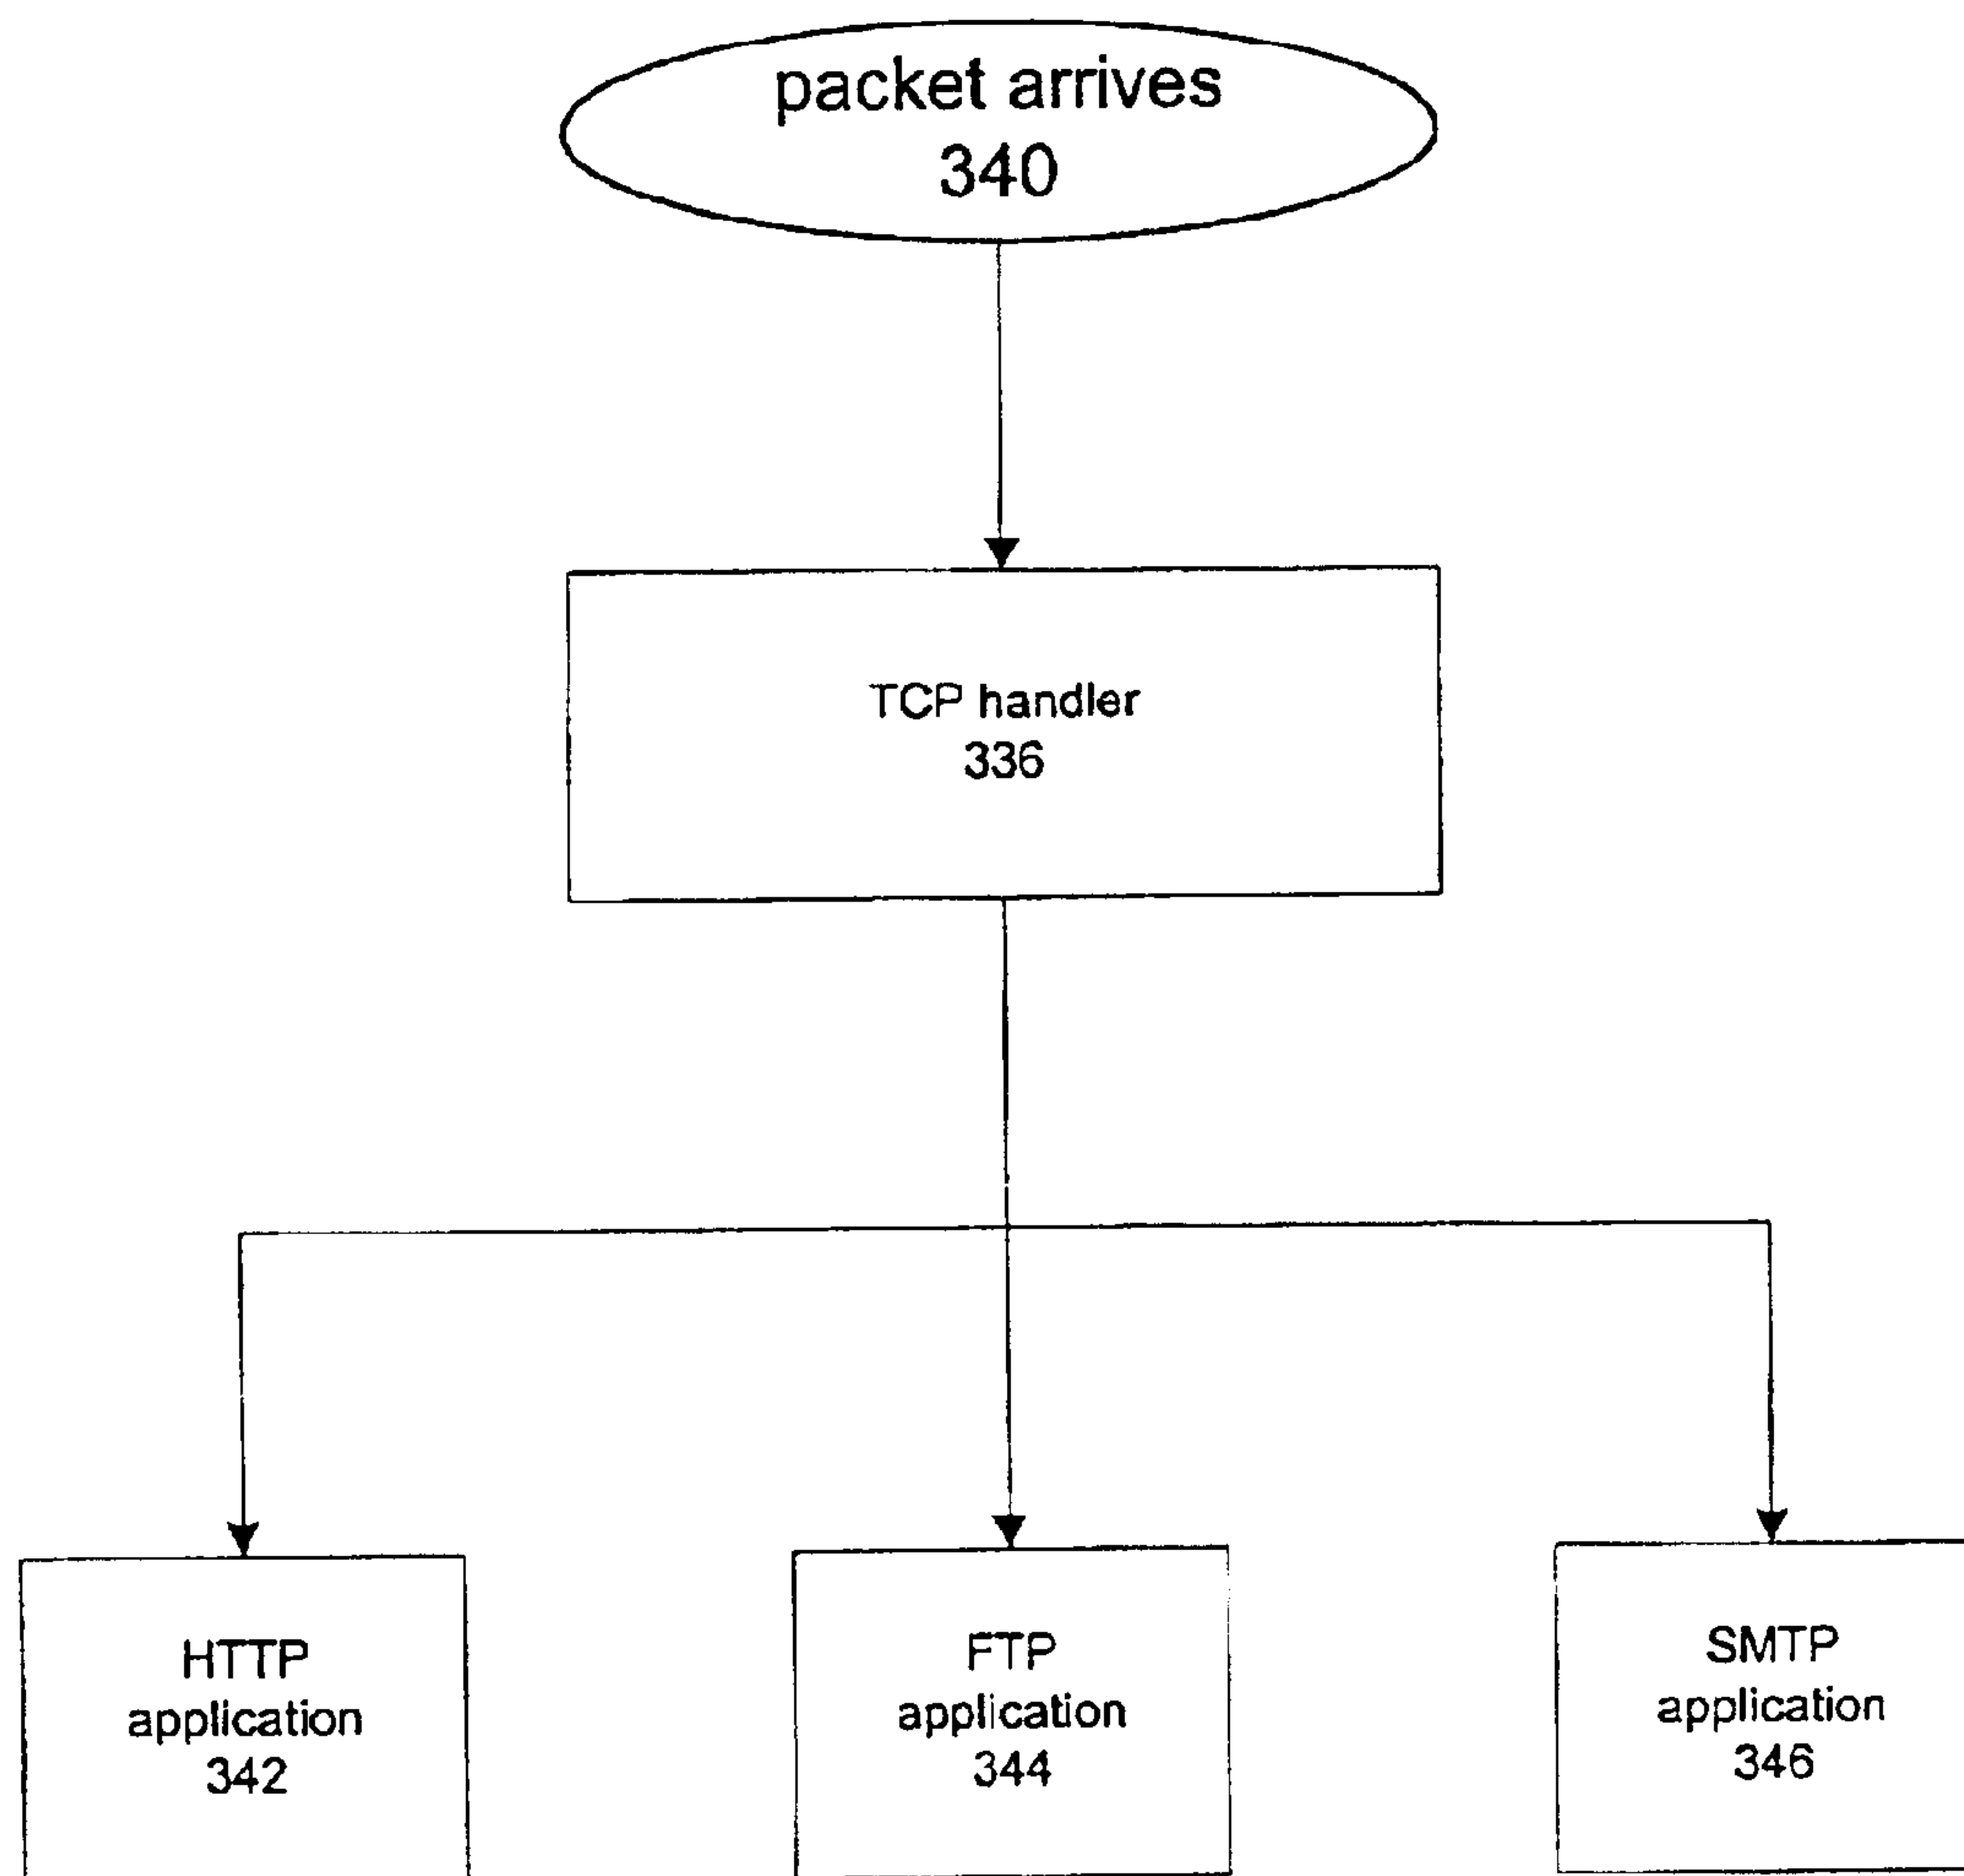 packet arrives
340
TCP handler
336
HTTP
application
342
FTP
application
344
SMTP
application
346